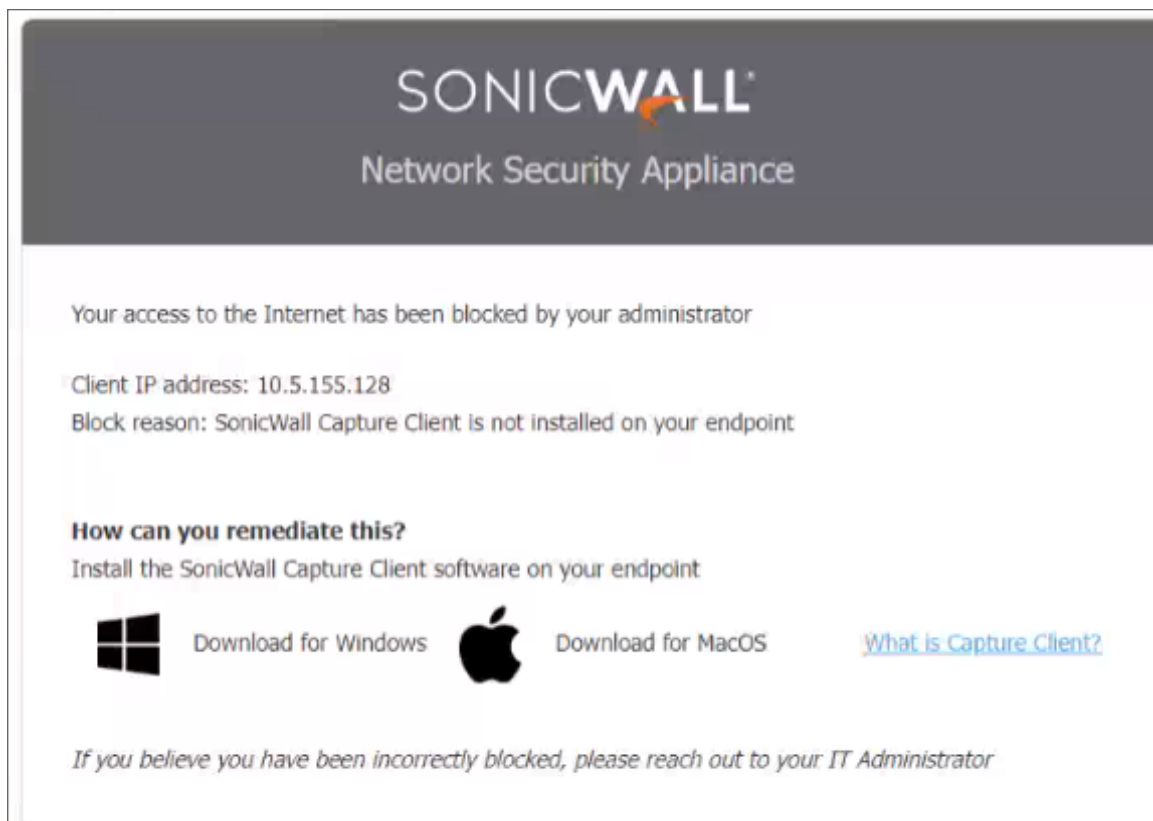 SONICWALL
Network Security Appliance
Your access to the Internet has been blocked by your administrator
Client IP address: 10.5.155.128
Block reason: SonicWall Capture Client is not installed on your endpoint
How can you remediate this?
Install the SonicWall Capture Client software on your endpoint
Download for Windows Download for MacOS What is Capture Client?
If you believe you have been incorrectly blocked, please reach out to your IT Administrator